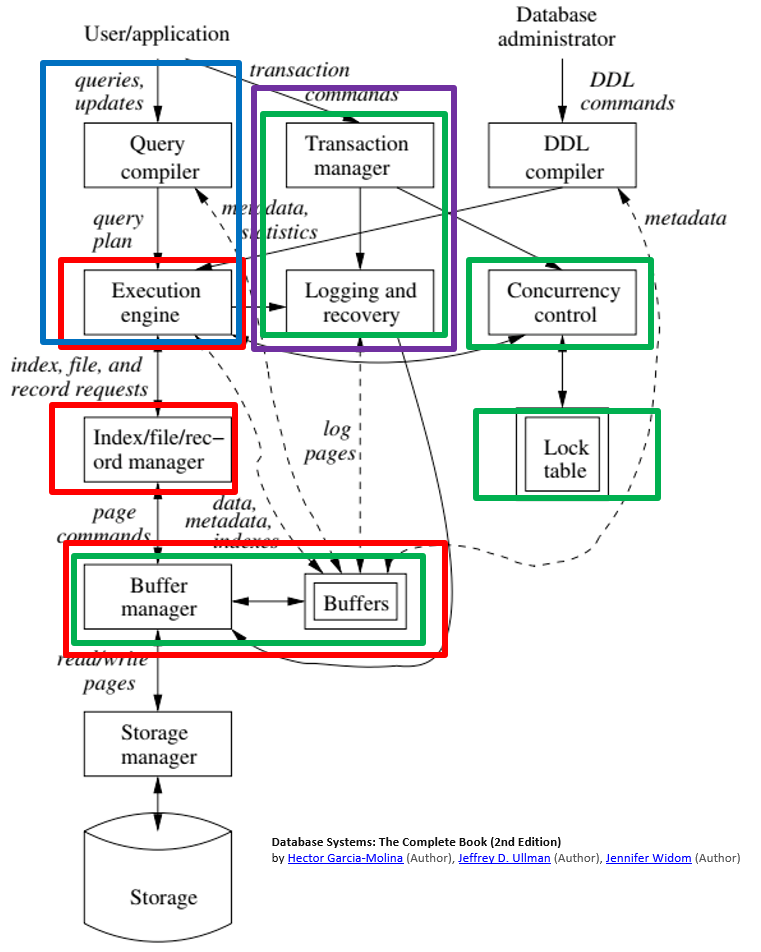 User/application
Database
administrator
queries,
updates
transaction
commands
DDL
commands
Query
compiler
Transaction
manager
DDL
compiler
query
plan
metadata,
statistics
metadata
Execution
engine
Logging and
recovery
Concurrency
control
index, file, and
record requests
Index/file/rec−
ord manager
log
pages
Lock
table
page
commands
data,
metadata,
indexes
Buffer
manager
Buffers
read/write
pages
Storage
manager
Storage
Database Systems: The Complete Book (2nd Edition)
by Hector Garcia-Molina (Author), Jeffrey D. Ullman (Author), Jennifer Widom (Author)